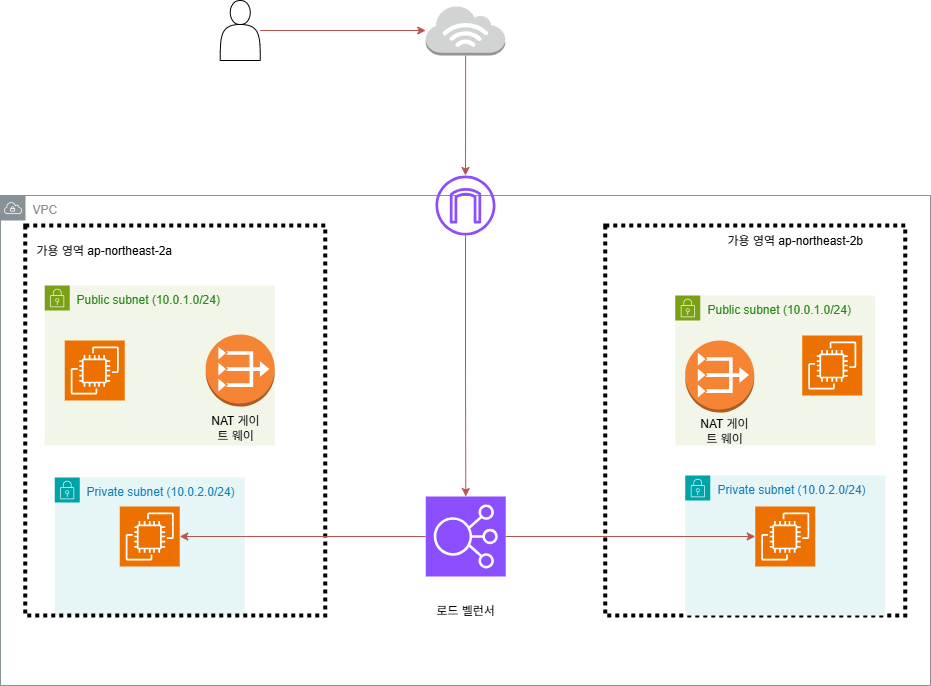 VPC
가용 영역 ap-northeast-2a
Public subnet (10.0.1.0/24)
NAT 게이
트 웨이
Private subnet (10.0.2.0/24)
로드 벨런서
가용 영역 ap-northeast-2b
Public subnet (10.0.1.0/24)
NAT 게이
트 웨이
Private subnet (10.0.2.0/24)